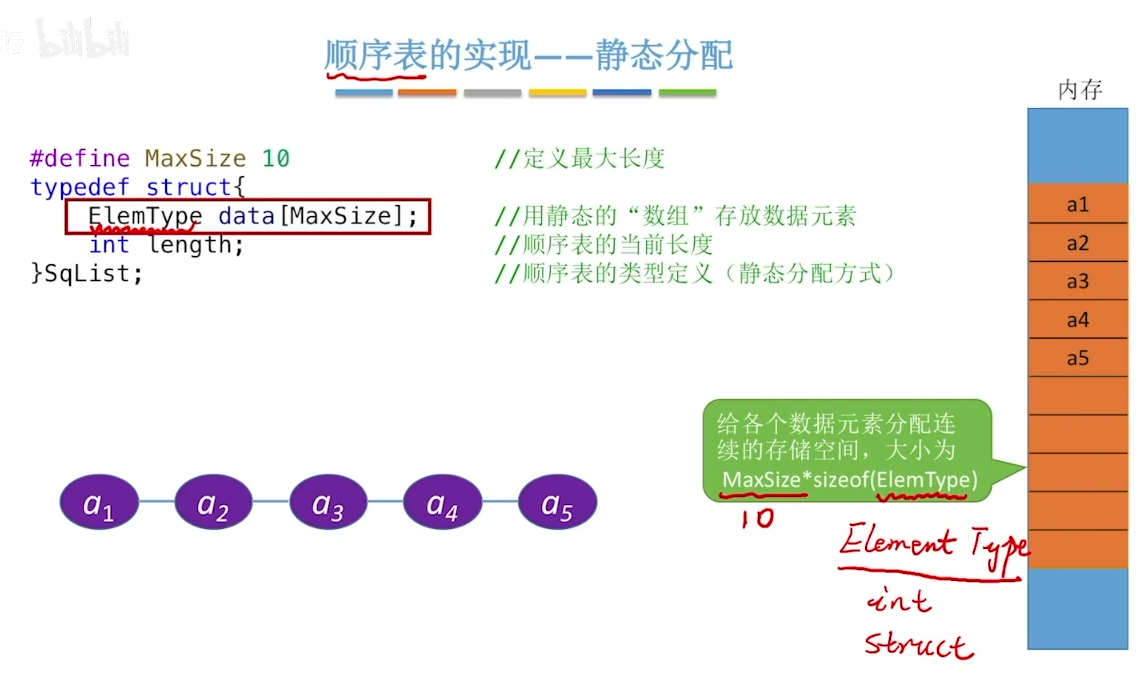 bilibili
顺序表的实现——静态分配
内存
#define MaxSize 10 //定义最大长度
typedef struct{
ElemType data[MaxSize]; //用静态的“数组”存放数据元素
int length; //顺序表的当前长度
}SqList; //顺序表的类型定义（静态分配方式）
a1
a2
a3
a4
a5
给各个数据元素分配连
续的存储空间，大小为
MaxSize*sizeof(ElemType)
10
Element Type
int
struct
a1 a2 a3 a4 a5